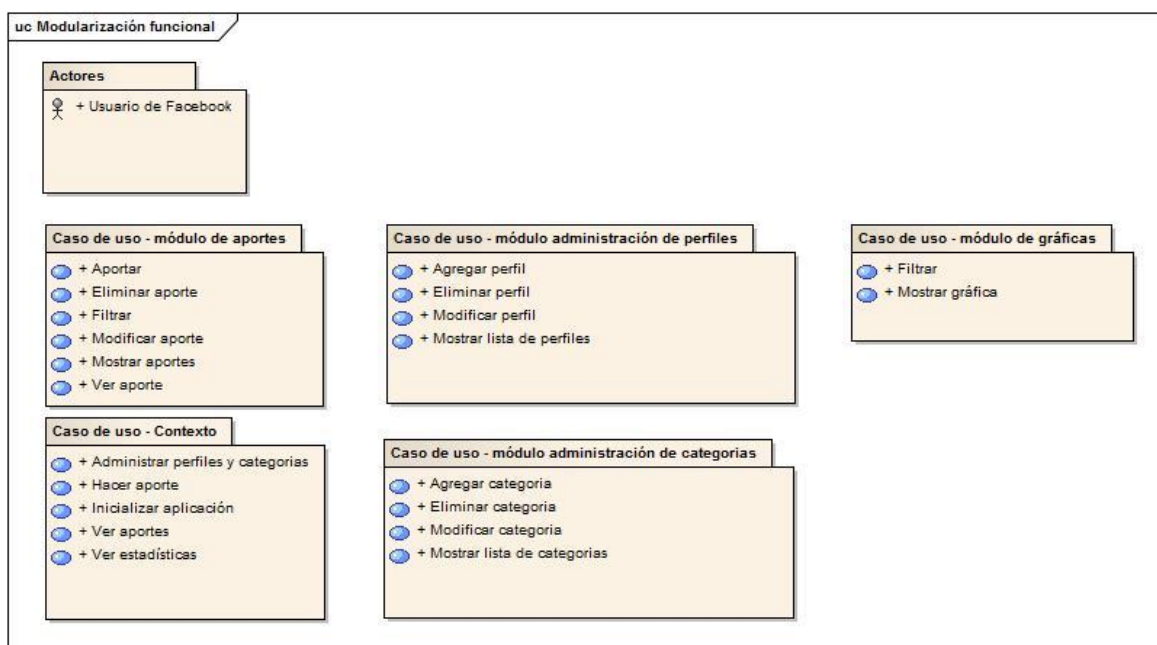 uc Modularización funcional
Actores
+ Usuario de Facebook
Caso de uso - módulo de aportes
+ Aportar
+ Eliminar aporte
+ Filtrar
+ Modificar aporte
+ Mostrar aportes
+ Ver aporte
Caso de uso - módulo administración de perfiles
+ Agregar perfil
+ Eliminar perfil
+ Modificar perfil
+ Mostrar lista de perfiles
Caso de uso - módulo de gráficas
+ Filtrar
+ Mostrar gráfica
Caso de uso - Contexto
+ Administrar perfiles y categorias
+ Hacer aporte
+ Inicializar aplicación
+ Ver aportes
+ Ver estadísticas
Caso de uso - módulo administración de categorias
+ Agregar categoria
+ Eliminar categoria
+ Modificar categoria
+ Mostrar lista de categorias